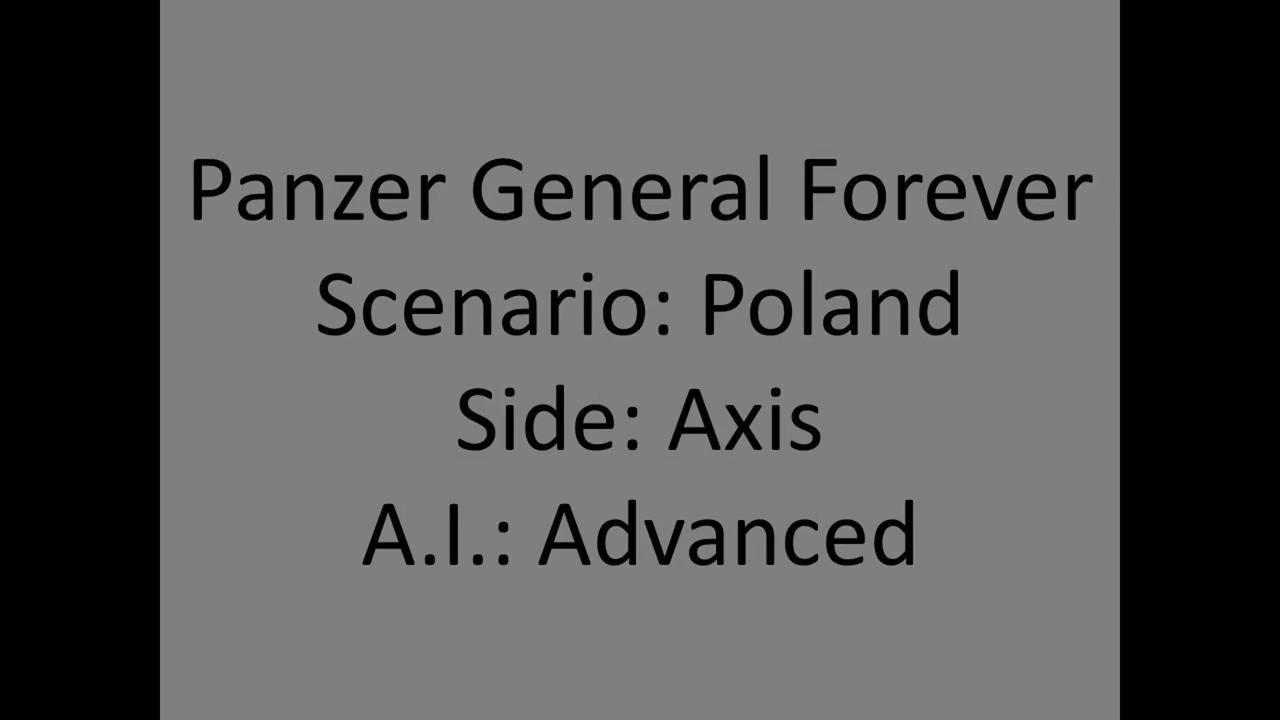 Panzer General Forever
Scenario: Poland
Side: Axis
A.I.: Advanced